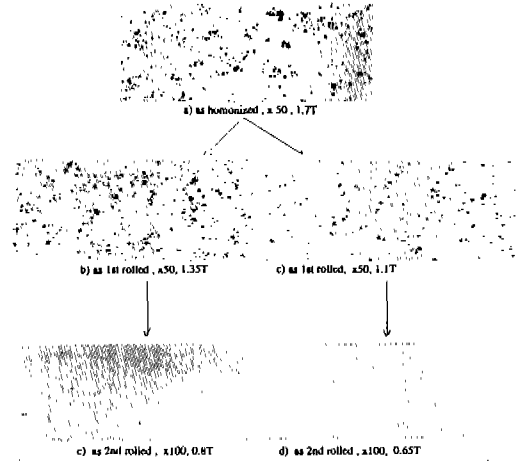 a) as homonized , x 50 , 1.7T
b) as 1st rolled , x50, 1.35T
c) as 1st rolled, x50, 1.1T
c) as 2nd rolled , x100, 0.8T
d) as 2nd rolled , x100, 0.65T